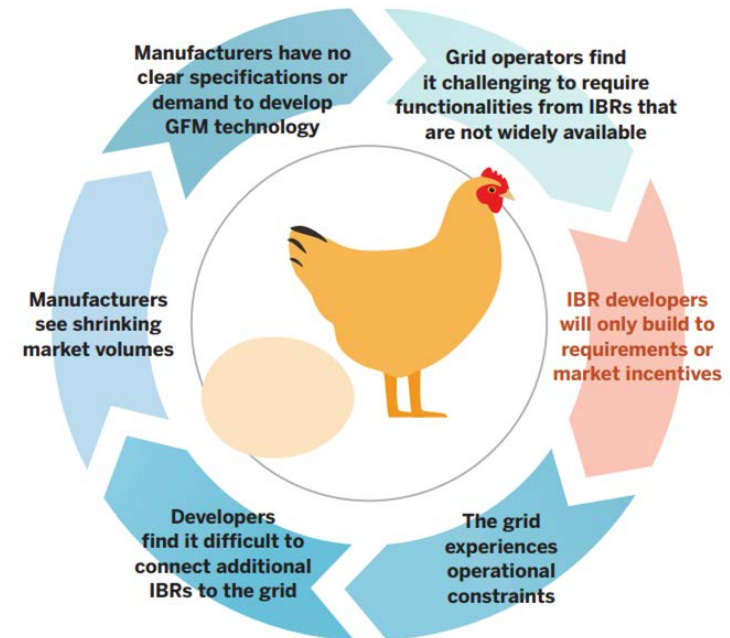 Manufacturers have no
clear specifications or
demand to develop
GFM technology
Grid operators find
it challenging to require
functionalities from IBRs that
are not widely available
IBR developers
will only build to
requirements or
market incentives
The grid
experiences
operational
constraints
Developers
find it difficult to
connect additional
IBRs to the grid
Manufacturers
see shrinking
market volumes